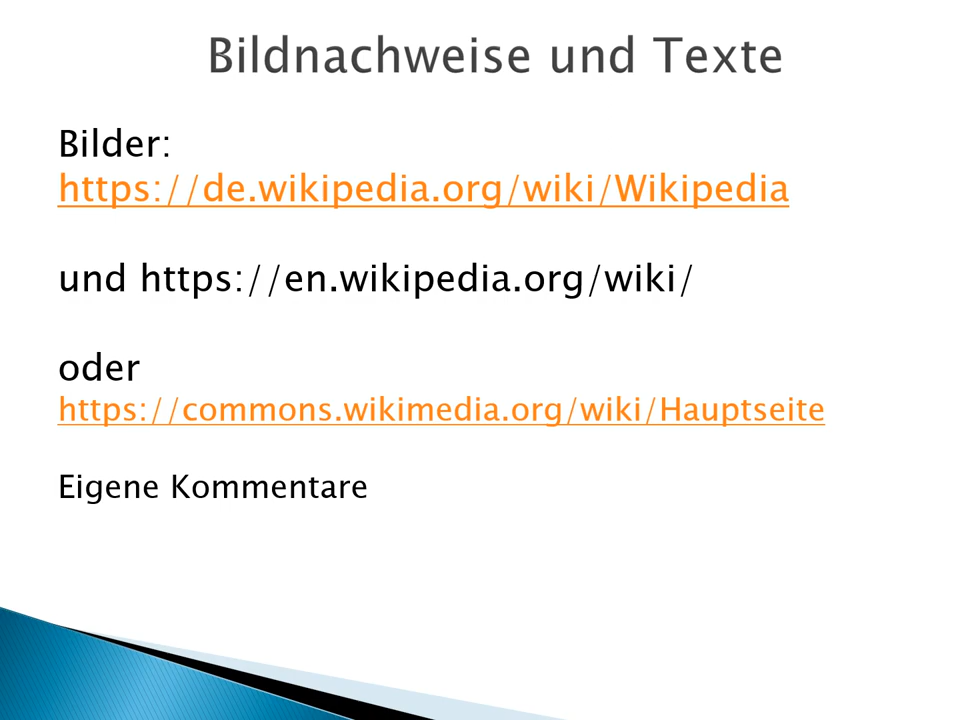 Bildnachweise und Texte
Bilder:
https://de.wikipedia.org/wiki/Wikipedia
und https://en.wikipedia.org/wiki/
oder
https://commons.wikimedia.org/wiki/Hauptseite
Eigene Kommentare